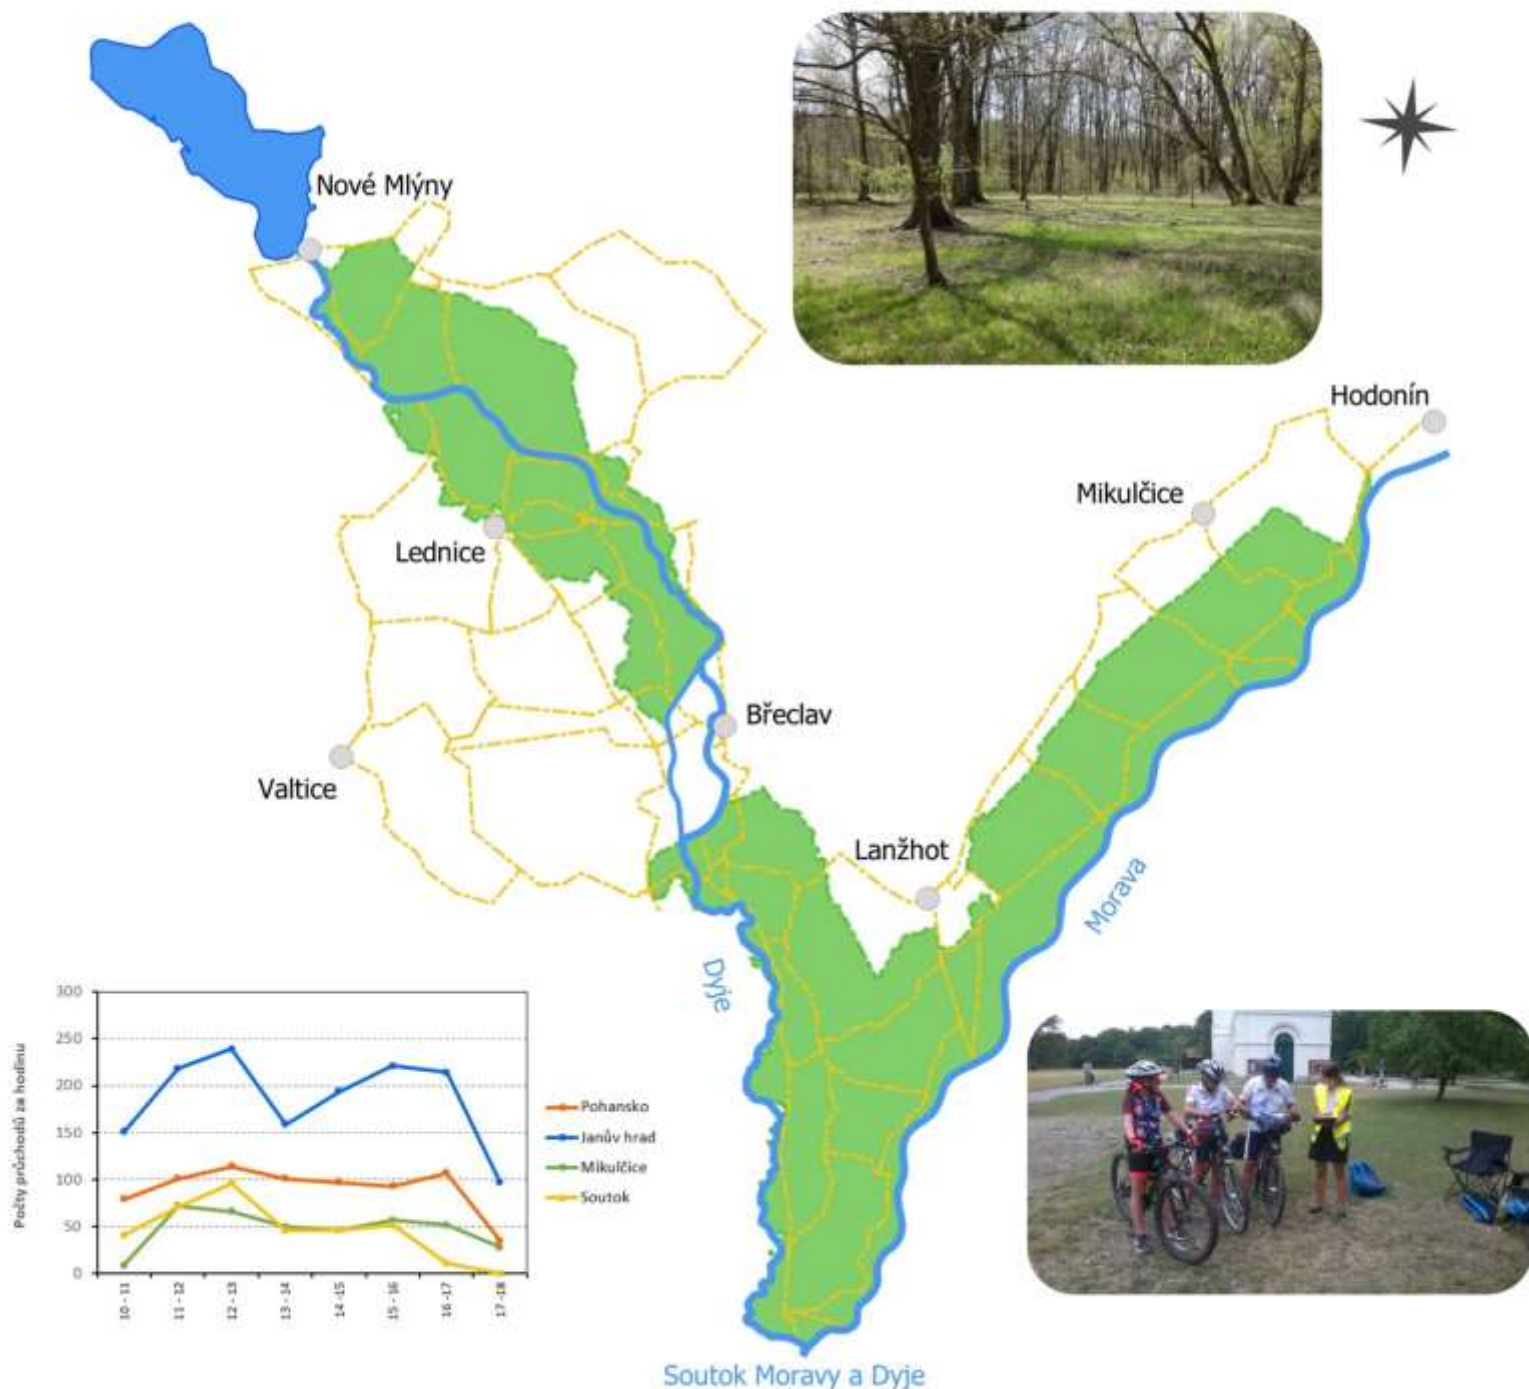 Nové Mlýny
Hodonín
Mikulčice
Lednice
Břeclav
Valtice
Lanžhot
Morava
Dyje
300
250
200
150
100
50
0
Počty průchodů za hodinu
10 - 11
11 - 12
12 - 13
13 - 14
14 -15
15 - 16
16 -17
17 -18
Pohansko
Janův hrad
Mikulčice
Soutok
Soutok Moravy a Dyje